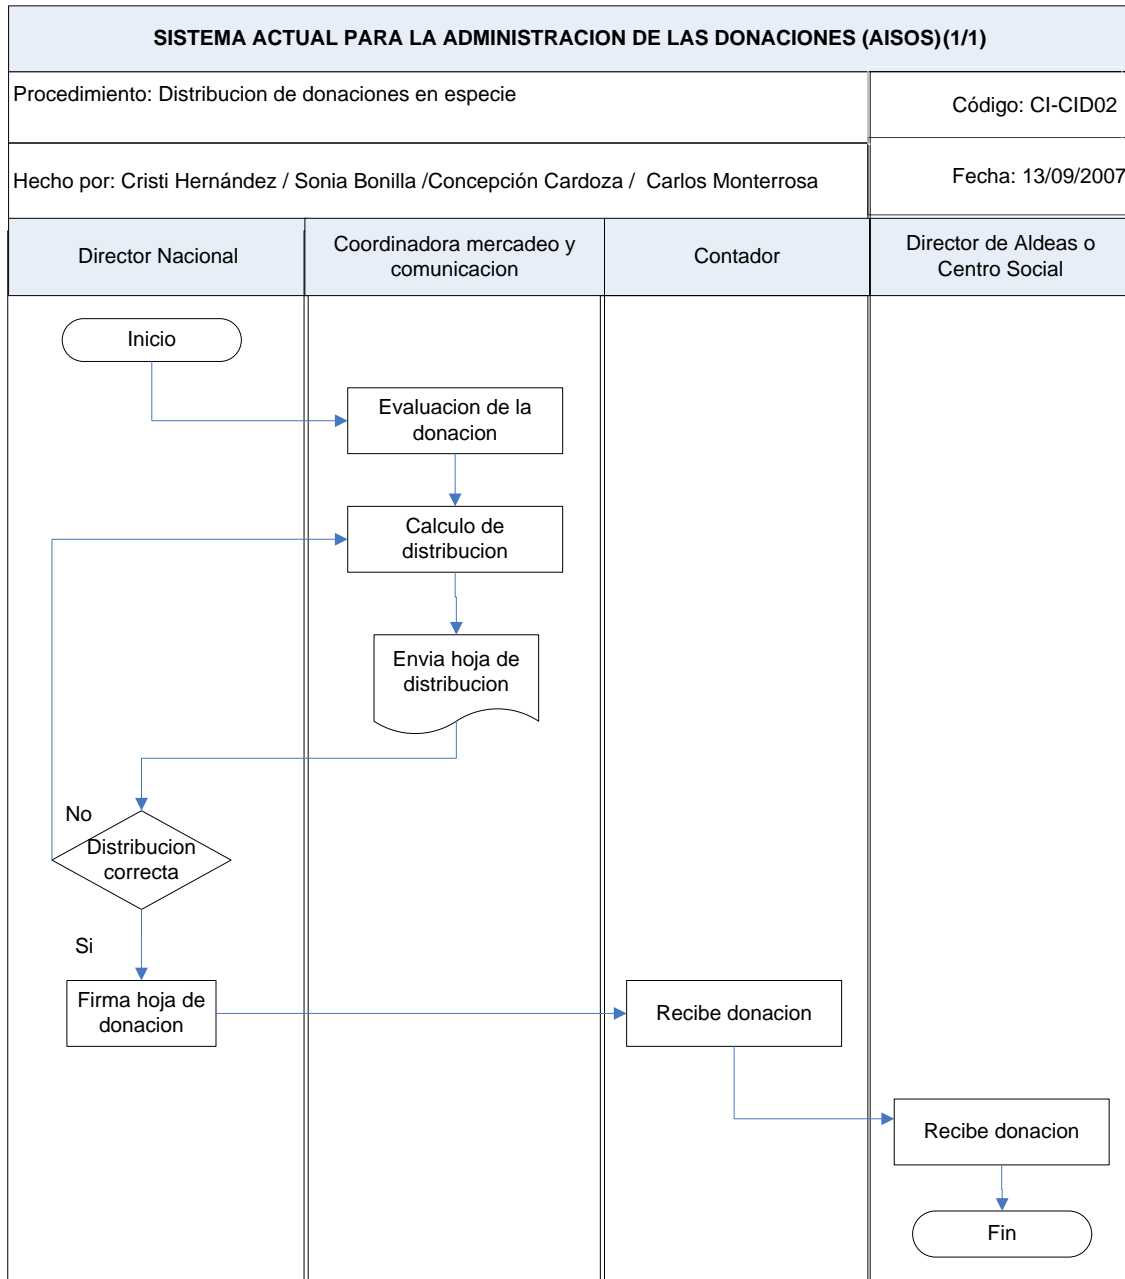 SISTEMA ACTUAL PARA LA ADMINISTRACION DE LAS DONACIONES (AISOS)(1/1)
Procedimiento: Distribucion de donaciones en especie
Código: CI-CID02
Hecho por: Cristi Hernández / Sonia Bonilla /Concepción Cardoza / Carlos Monterrosa
Fecha: 13/09/2007
Director Nacional
Coordinadora mercadeo y
comunicacion
Contador
Director de Aldeas o
Centro Social
Inicio
Evaluacion de la
donacion
Calculo de
distribucion
Envia hoja de
distribucion
No
Distribucion
correcta
Si
Firma hoja de
donacion
Recibe donacion
Recibe donacion
Fin